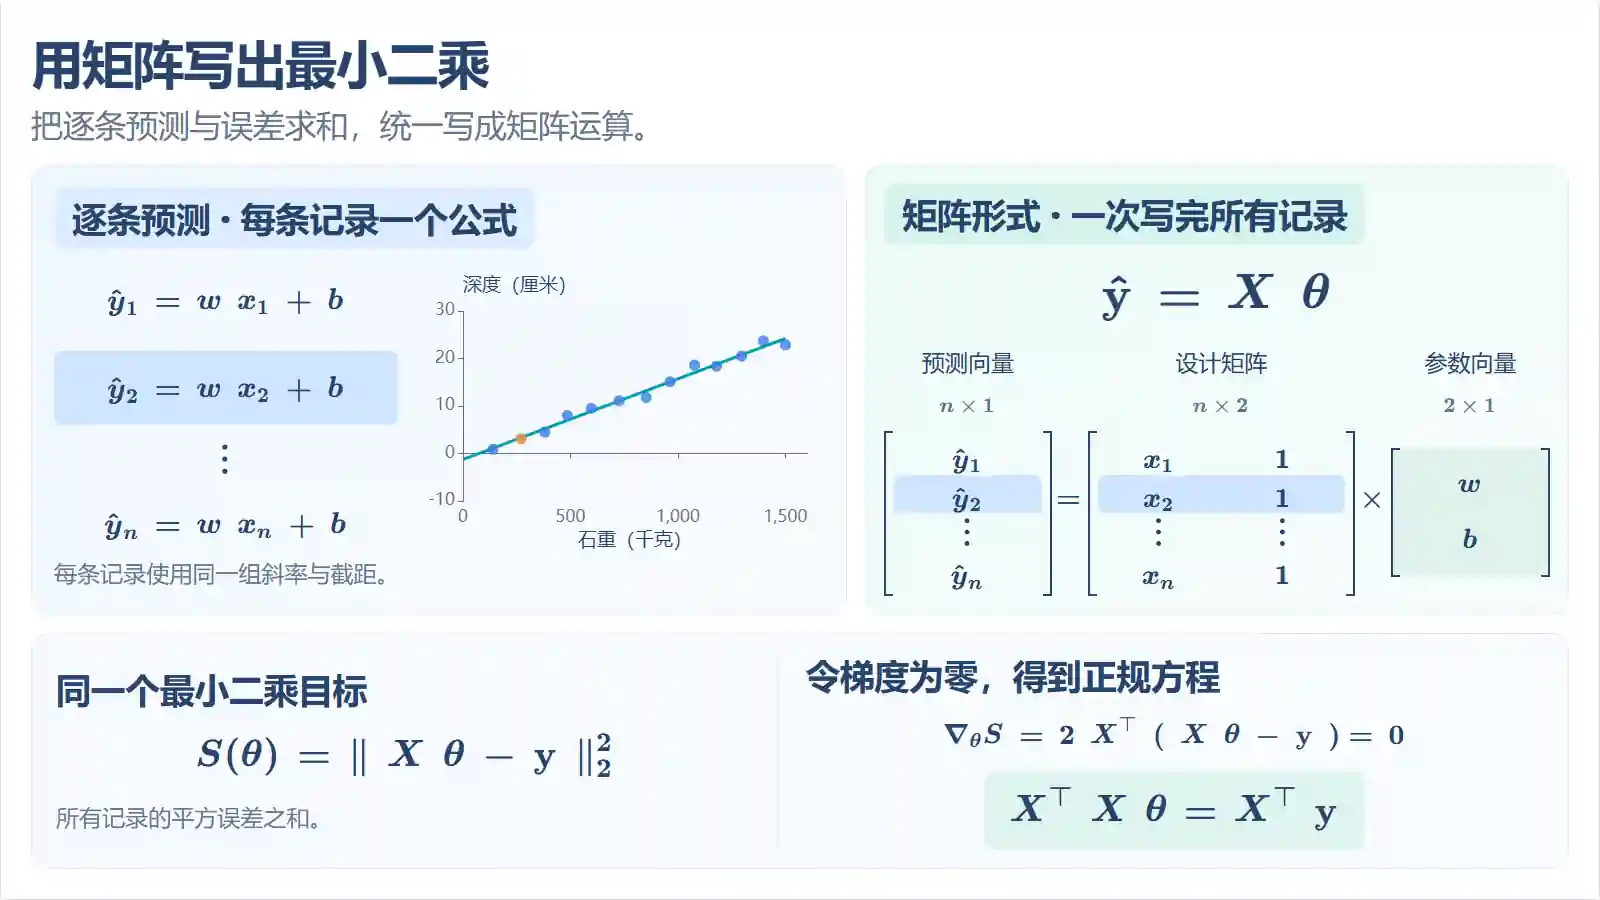 用矩阵写出最小二乘
把逐条预测与误差求和，统一写成矩阵运算。
逐条预测 · 每条记录一个公式
ŷ₁ = w x₁ + b
ŷ₂ = w x₂ + b
⋮
ŷₙ = w xₙ + b
每条记录使用同一组斜率与截距。
深度（厘米）
30
20
10
0
-10
0 500 1,000 1,500
石重（千克）
矩阵形式 · 一次写完所有记录
ŷ = X θ
预测向量 设计矩阵 参数向量
n × 1 n × 2 2 × 1
ŷ₁ x₁ 1
ŷ₂ = x₂ 1 × w
⋮ ⋮ ⋮ b
ŷₙ xₙ 1
同一个最小二乘目标
S(θ) = ‖ X θ − y ‖₂²
所有记录的平方误差之和。
令梯度为零，得到正规方程
∇θS = 2 X⊤ ( X θ − y ) = 0
X⊤ X θ = X⊤ y